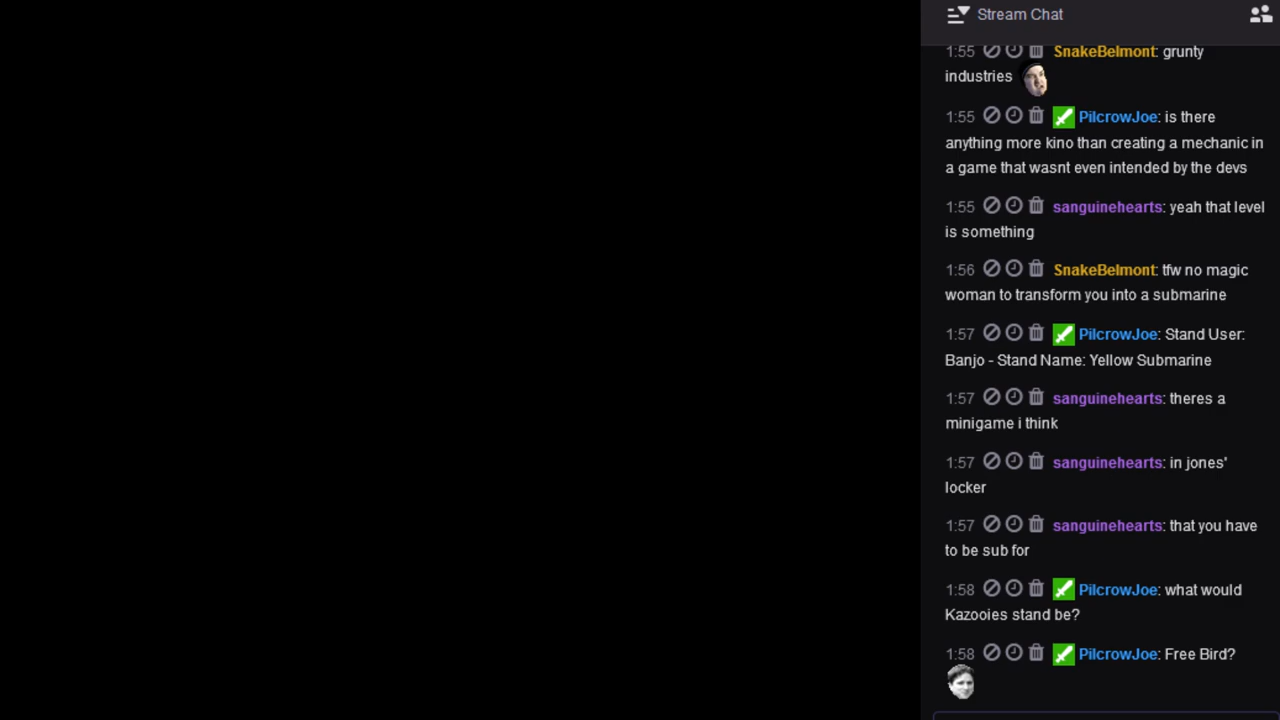 Stream Chat
1:55 SnakeBelmont: grunty
industries
1:55 PilcrowJoe: is there
anything more kino than creating a mechanic in
a game that wasnt even intended by the devs
1:55 sanguinehearts: yeah that level
is something
1:56 SnakeBelmont: tfw no magic
woman to transform you into a submarine
1:57 PilcrowJoe: Stand User:
Banjo - Stand Name: Yellow Submarine
1:57 sanguinehearts: theres a
minigame i think
1:57 sanguinehearts: in jones'
locker
1:57 sanguinehearts: that you have
to be sub for
1:58 PilcrowJoe: what would
Kazooies stand be?
1:58 PilcrowJoe: Free Bird?